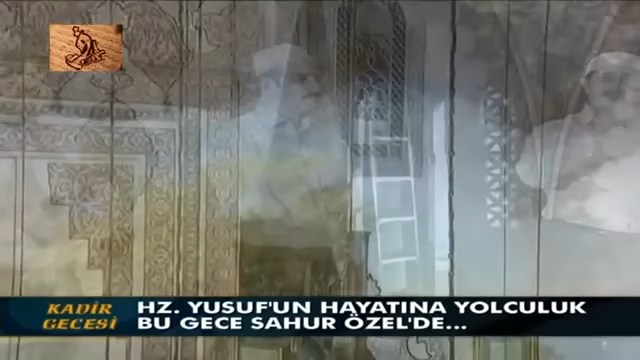 KADİR
GECESİ
HZ. YUSUF'UN HAYATINA YOLCULUK
BU GECE SAHUR ÖZEL'DE...